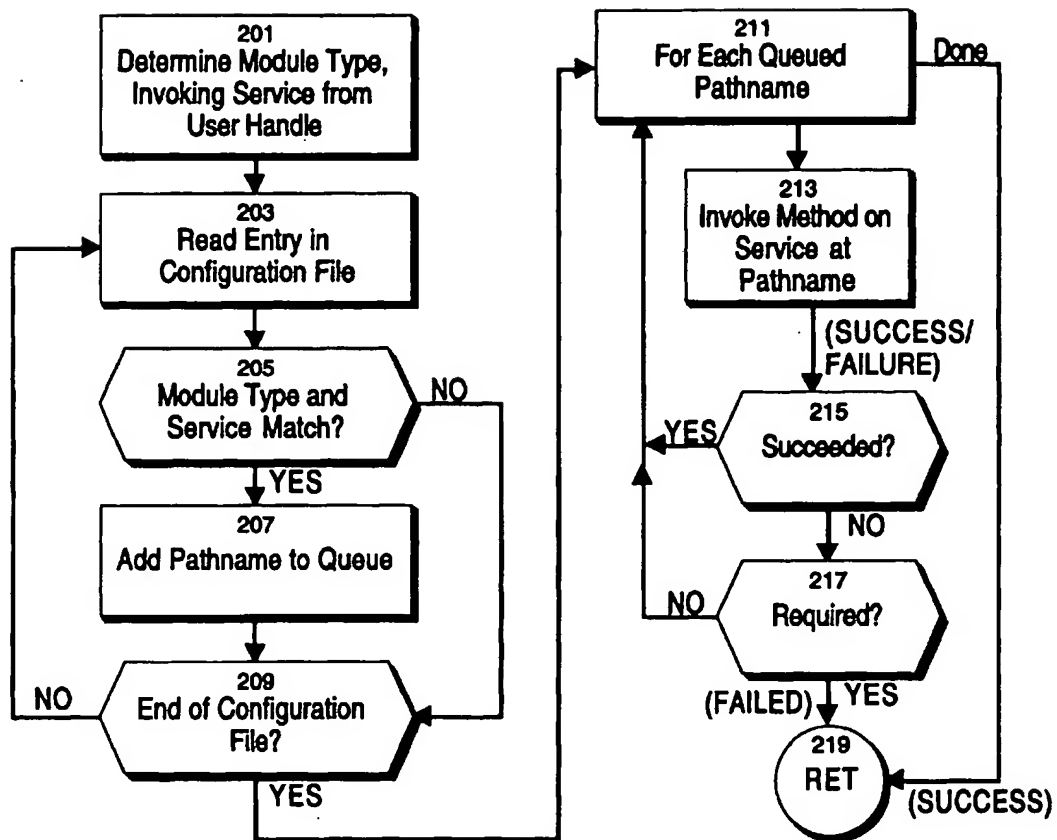 201
Determine Module Type,
Invoking Service from
User Handle
203
Read Entry in
Configuration File
205
Module Type and
Service Match?
NO
YES
207
Add Pathname to Queue
209
End of Configuration
File?
NO
YES
211
For Each Queued
Pathname
Done
213
Invoke Method on
Service at
Pathname
(SUCCESS/
FAILURE)
215
Succeeded?
YES
NO
217
Required?
NO
(FAILED)
YES
219
RET
(SUCCESS)